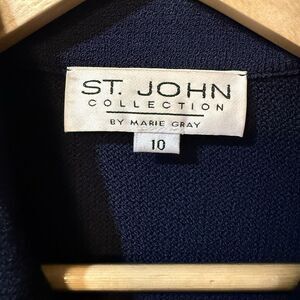 ST. JOHN
COLLECTION
BY MARIE GRAY
10